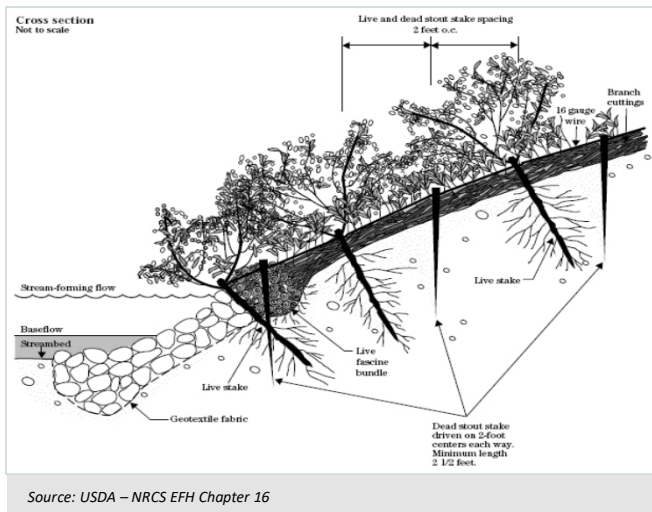 Cross section
Not to scale
Live and dead stout stake spacing
2 feet o.c.
Branch
cuttings
16 gauge
wire
Live stake
Stream-forming flow
Baseflow
Streambed
Live
fascine
bundle
Live stake
Geotextile fabric
Dead stout stake
driven on 2-foot
centers each way.
Minimum length
2 1/2 feet.
Source: USDA – NRCS EFH Chapter 16